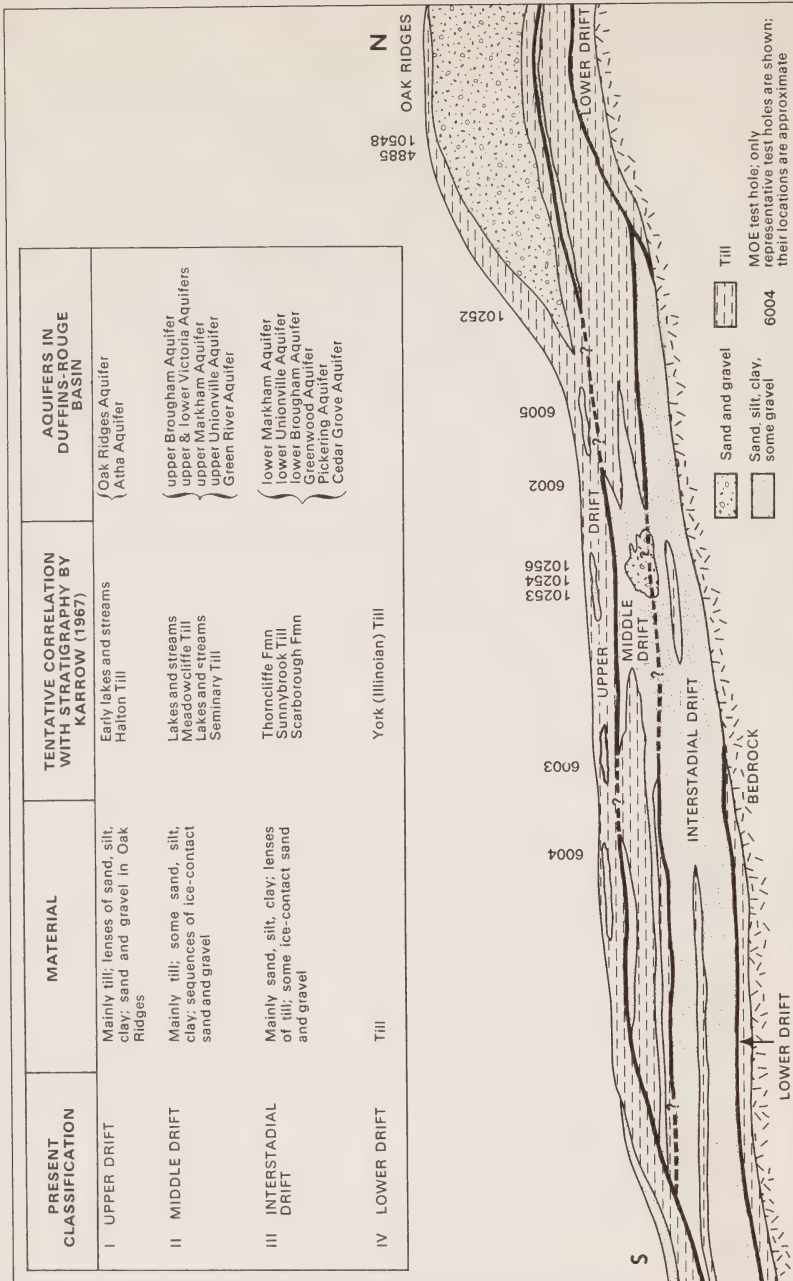 PRESENT
CLASSIFICATION
MATERIAL
TENTATIVE CORRELATION
WITH STRATIGRAPHY BY
KARROW (1967)
AQUIFERS IN
DUFFINS-ROUGE
BASIN
I UPPER DRIFT
Mainly till; lenses of sand, silt,
clay; sand and gravel in Oak
Ridges
Early lakes and streams
Halton Till
Oak Ridges Aquifer
Atha Aquifer
II MIDDLE DRIFT
Mainly till; some sand, silt,
clay; sequences of ice-contact
sand and gravel
Lakes and streams
Meadowcliffe Till
Lakes and streams
Seminary Till
upper Brougham Aquifer
upper & lower Victoria Aquifers
upper Markham Aquifer
upper Unionville Aquifer
Green River Aquifer
III INTERSTADIAL
DRIFT
Mainly sand, silt, clay; lenses
of till; some ice-contact sand
and gravel
Thorncliffe Fmn
Sunnybrook Till
Scarborough Fmn
lower Markham Aquifer
lower Unionville Aquifer
lower Brougham Aquifer
Greenwood Aquifer
Pickering Aquifer
Cedar Grove Aquifer
IV LOWER DRIFT
Till
York (Illinoian) Till
S
N
OAK RIDGES
6004
6003
10253
10254
10256
6002
6005
10252
4885
10548
UPPER DRIFT
MIDDLE
DRIFT
INTERSTADIAL DRIFT
LOWER DRIFT
BEDROCK
LOWER DRIFT
?
?
?
?
?
?
Sand and gravel
Till
Sand, silt, clay,
some gravel
6004
MOE test hole; only
representative test holes are shown;
their locations are approximate